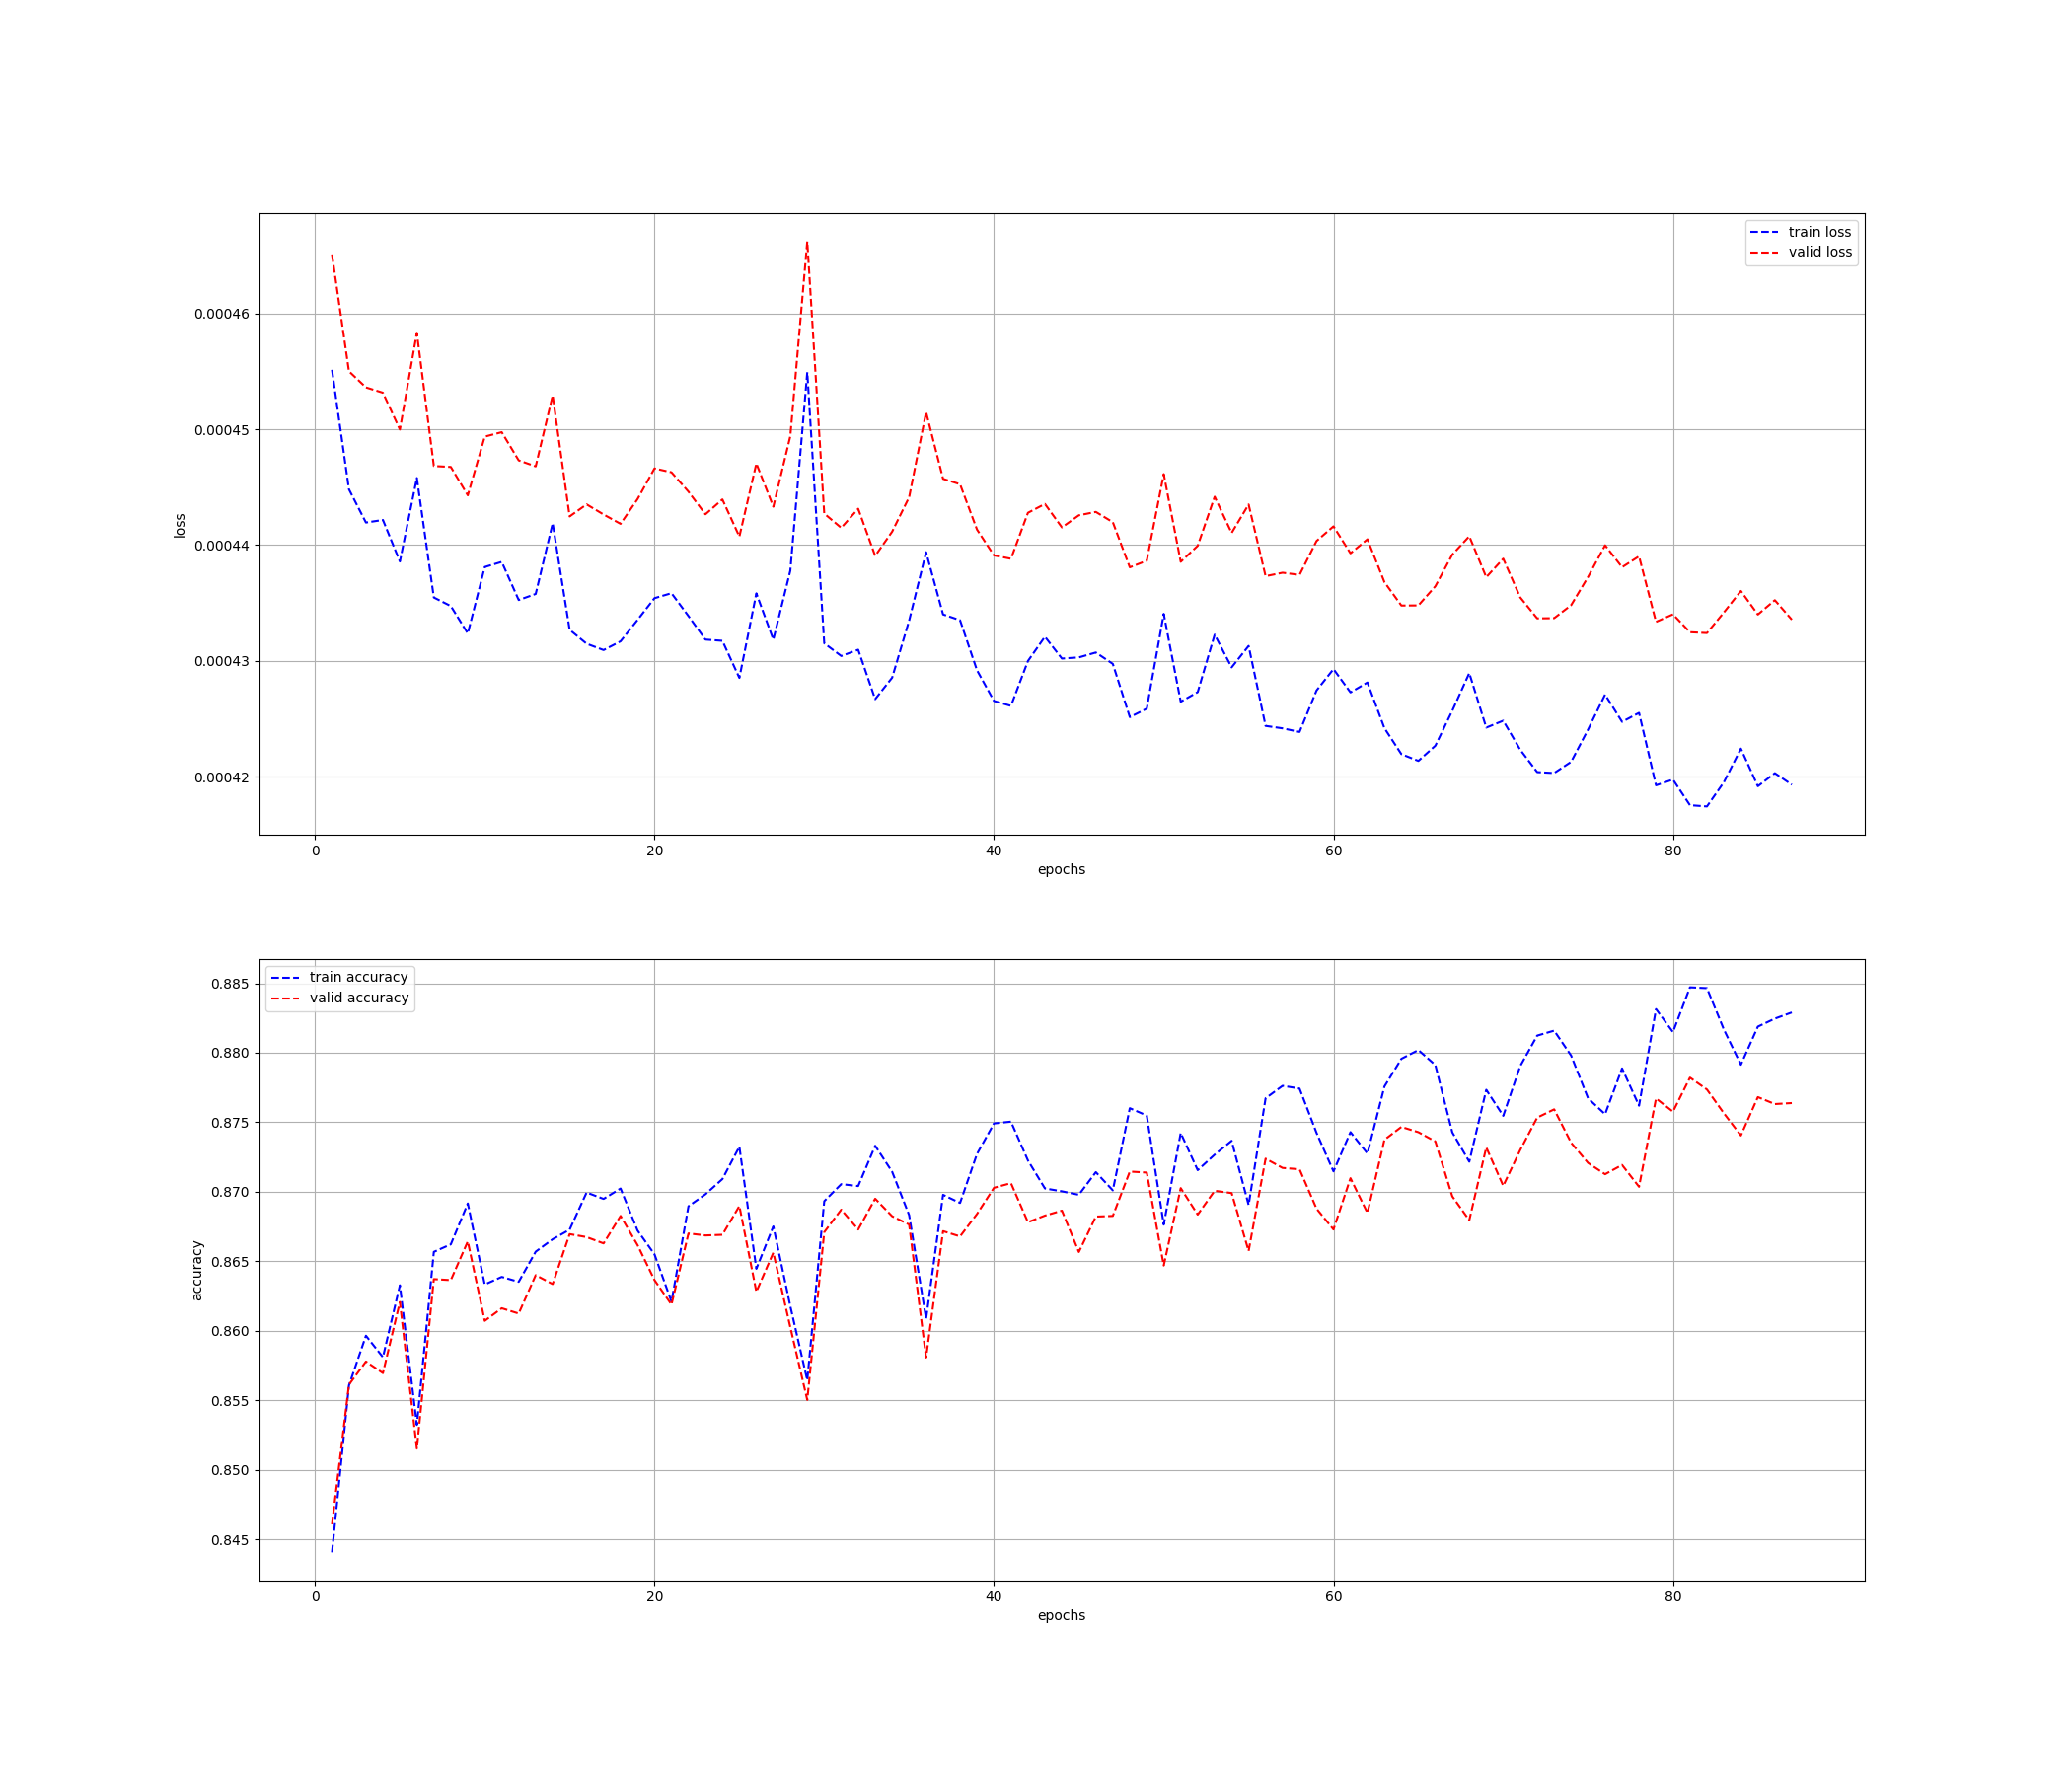 train loss
valid loss
0.00046
0.00045
0.00044
0.00043
0.00042
loss
0 20 40 60 80
epochs
train accuracy
valid accuracy
0.885
0.880
0.875
0.870
0.865
0.860
0.855
0.850
0.845
accuracy
0 20 40 60 80
epochs